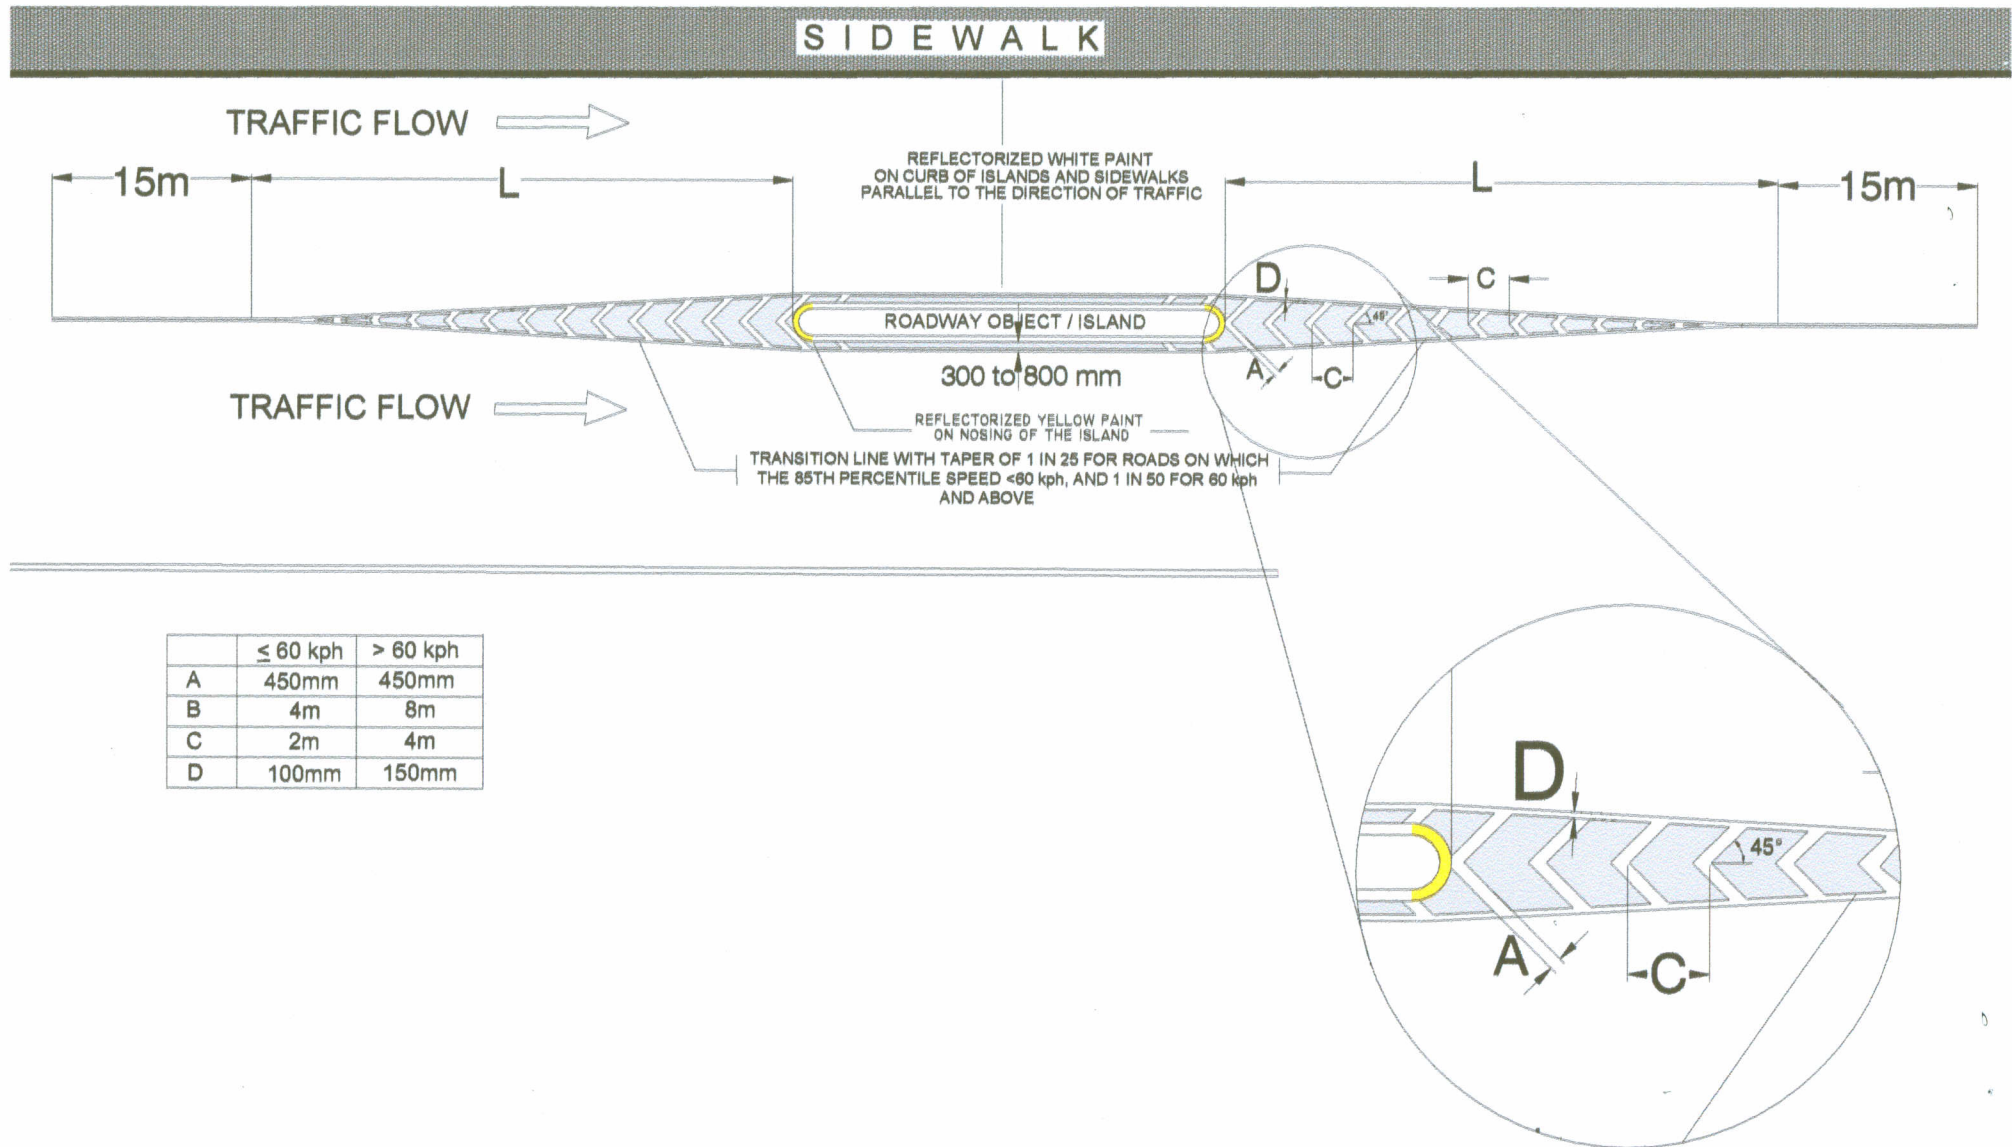 SIDEWALK
TRAFFIC FLOW
15m
L
REFLECTORIZED WHITE PAINT
ON CURB OF ISLANDS AND SIDEWALKS
PARALLEL TO THE DIRECTION OF TRAFFIC
L
15m
D
C
ROADWAY OBJECT / ISLAND
45°
A
C
300 to 800 mm
TRAFFIC FLOW
REFLECTORIZED YELLOW PAINT
ON NOSING OF THE ISLAND
TRANSITION LINE WITH TAPER OF 1 IN 25 FOR ROADS ON WHICH
THE 85TH PERCENTILE SPEED <60 kph, AND 1 IN 50 FOR 60 kph
AND ABOVE
≤ 60 kph > 60 kph
A 450mm 450mm
B 4m 8m
C 2m 4m
D 100mm 150mm
D
45°
A
C